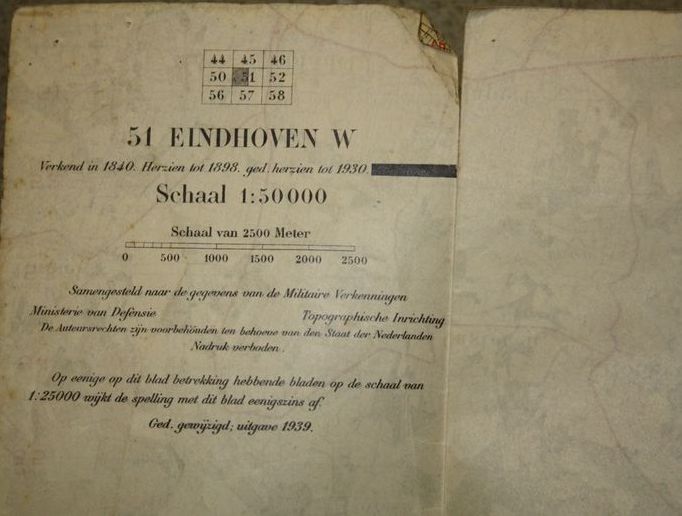 44 45 46
50 51 52
56 57 58
51 EINDHOVEN W
Verkend in 1840. Herzien tot 1898. ged. herzien tot 1930.
Schaal 1:50000
Schaal van 2500 Meter
0 500 1000 1500 2000 2500
Samengesteld naar de gegevens van de Militaire Verkenningen
Ministerie van Defensie Topographische Inrichting
De Auteursrechten zijn voorbehouden ten behoeve van den Staat der Nederlanden
Nadruk verboden.
Op eenige op dit blad betrekking hebbende bladen op de schaal van
1:25000 wijkt de spelling met dit blad eenigszins af.
Ged. gewijzigd; uitgave 1939.